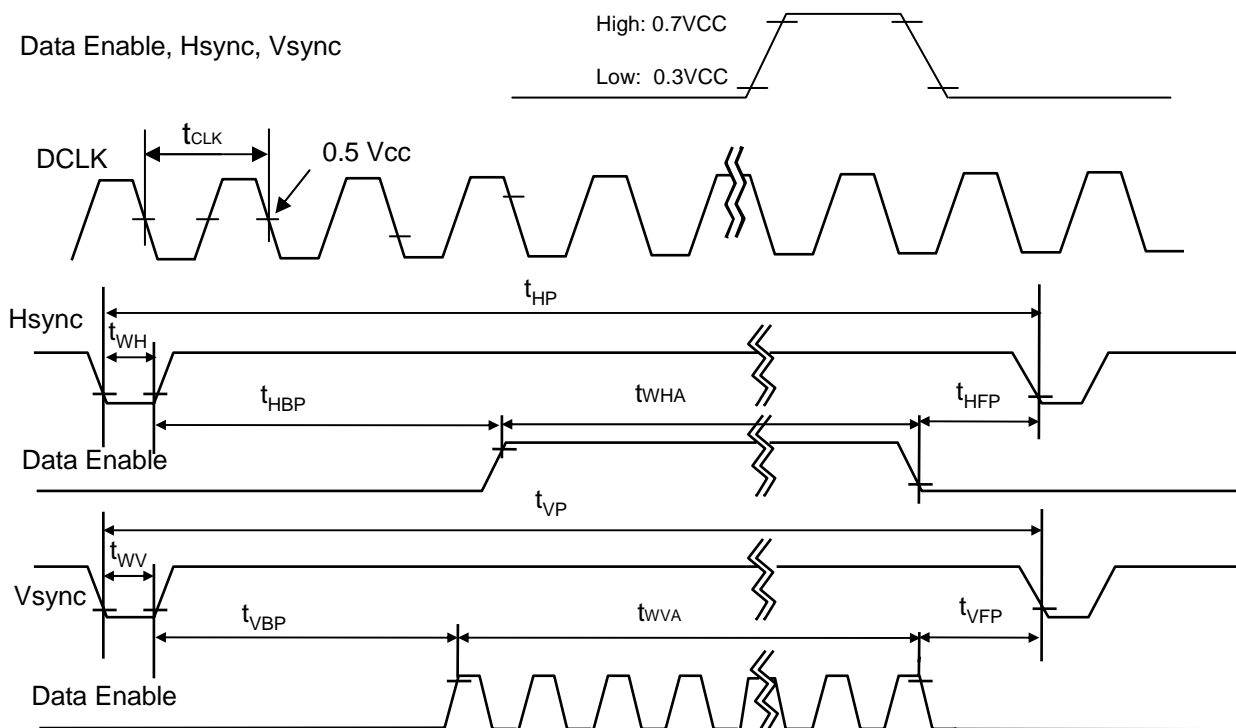 High: 0.7VCC
Data Enable, Hsync, Vsync
Low: 0.3VCC
tCLK
DCLK
0.5 Vcc
tHP
Hsync
tWH
tHBP
tWHA
tHFP
Data Enable
tVP
tWV
Vsync
tVBP
tWVA
tVFP
Data Enable